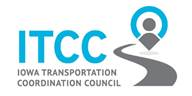 ITCC
IOWA TRANSPORTATION
COORDINATION COUNCIL